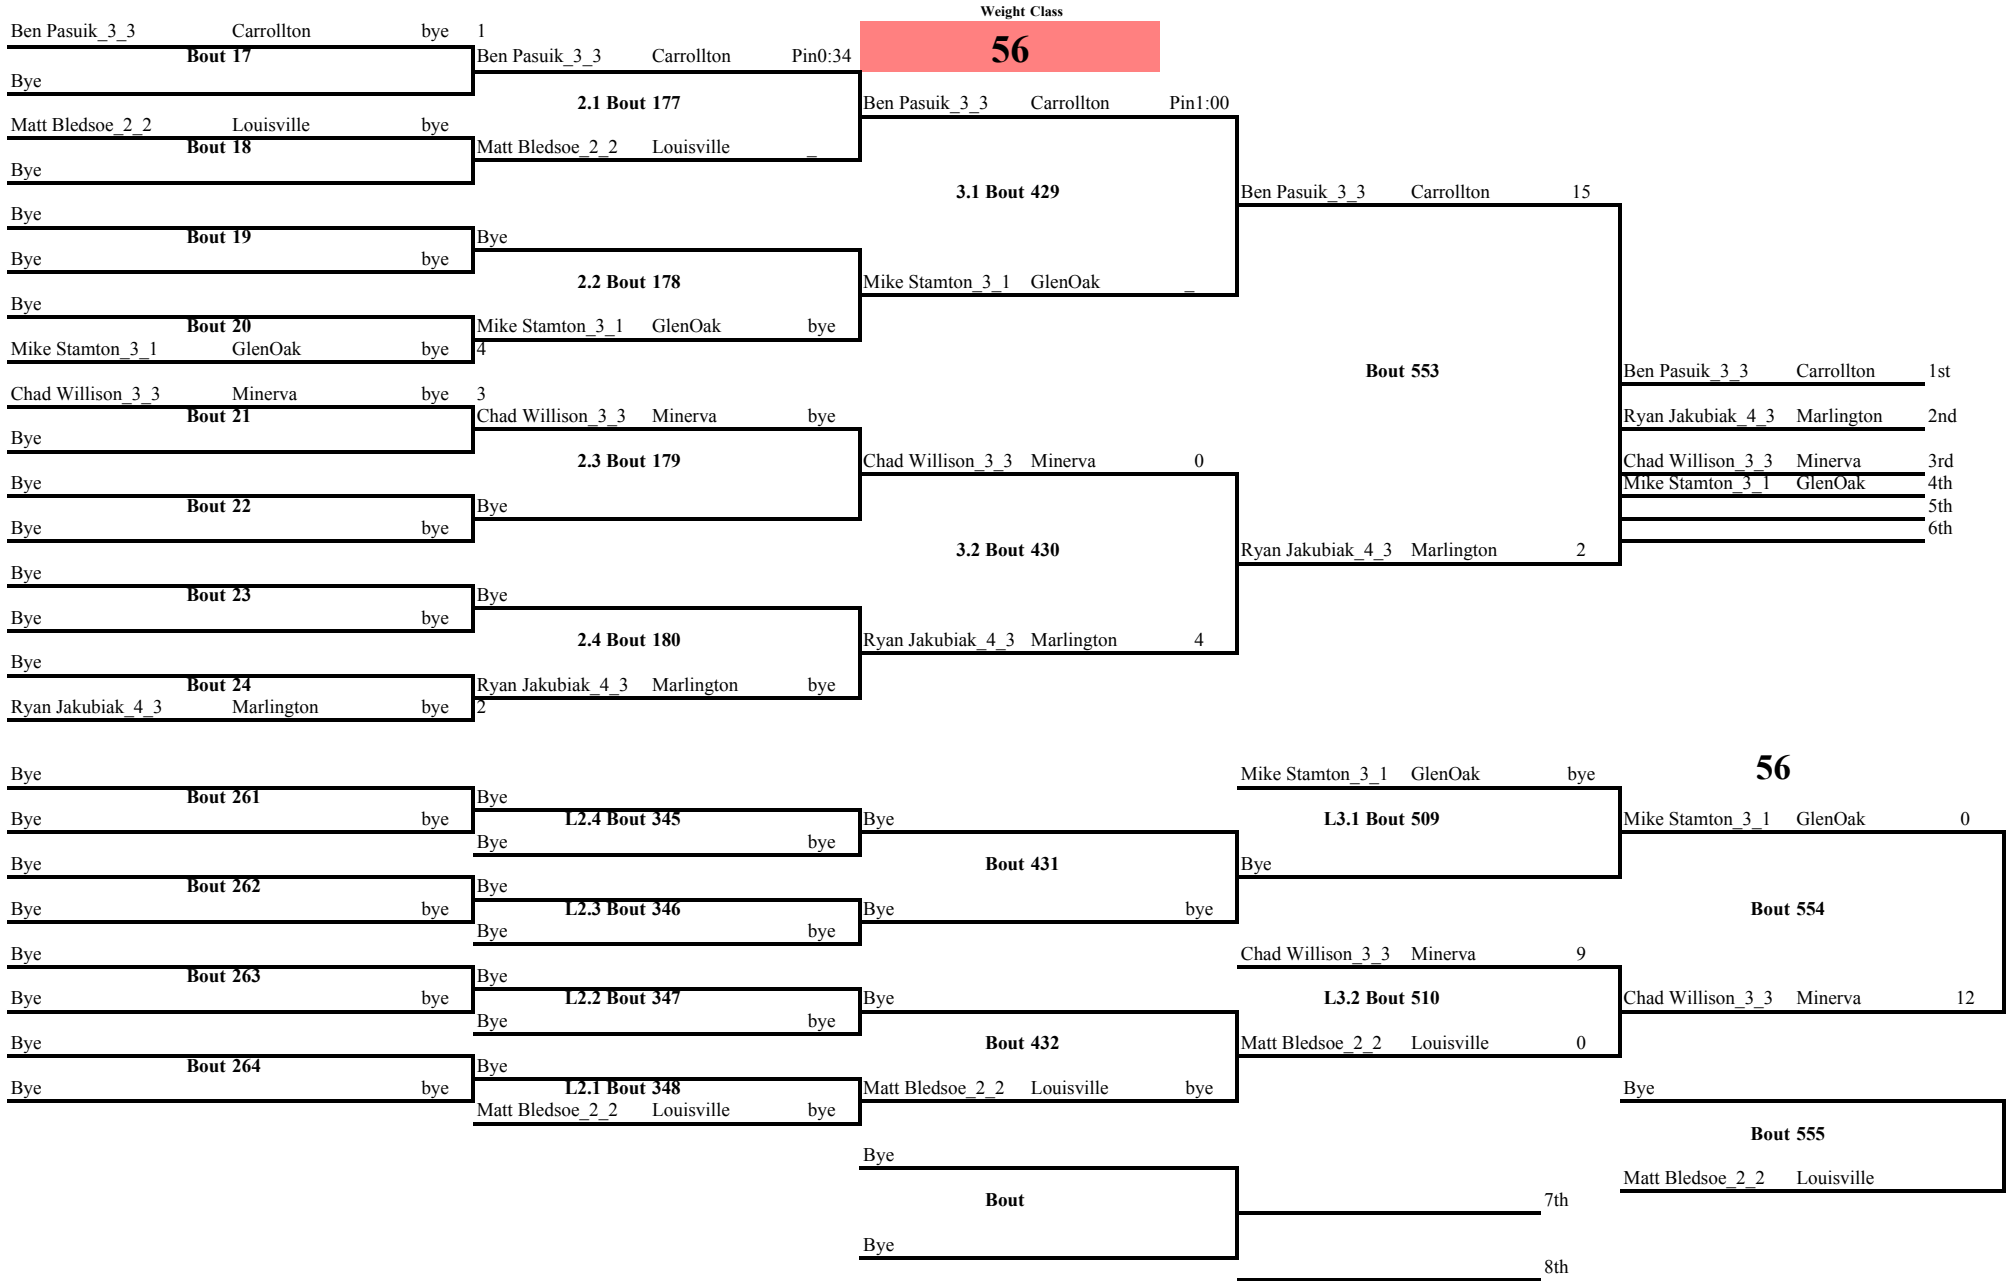 Weight Class
56
Ben Pasuik_3_3 Carrollton bye 1
Bout 17
Bye
Matt Bledsoe_2_2 Louisville bye
Bout 18
Bye
Bye
Bout 19
Bye bye
Bye
Bout 20
Mike Stamton_3_1 GlenOak bye 4
Chad Willison_3_3 Minerva bye 3
Bout 21
Bye
Bye
Bout 22
Bye bye
Bye
Bout 23
Bye bye
Bye
Bout 24
Ryan Jakubiak_4_3 Marlington bye 2
Ben Pasuik_3_3 Carrollton Pin0:34
2.1 Bout 177
Matt Bledsoe_2_2 Louisville _
Bye
2.2 Bout 178
Mike Stamton_3_1 GlenOak bye
Chad Willison_3_3 Minerva bye
2.3 Bout 179
Bye
Bye
2.4 Bout 180
Ryan Jakubiak_4_3 Marlington bye
Ben Pasuik_3_3 Carrollton Pin1:00
3.1 Bout 429
Mike Stamton_3_1 GlenOak _
Chad Willison_3_3 Minerva 0
3.2 Bout 430
Ryan Jakubiak_4_3 Marlington 4
Ben Pasuik_3_3 Carrollton 15
Bout 553
Ryan Jakubiak_4_3 Marlington 2
Ben Pasuik_3_3 Carrollton 1st
Ryan Jakubiak_4_3 Marlington 2nd
Chad Willison_3_3 Minerva 3rd
Mike Stamton_3_1 GlenOak 4th
5th
6th
Bye
Bout 261
Bye bye
Bye
Bout 262
Bye bye
Bye
Bout 263
Bye bye
Bye
Bout 264
Bye bye
Bye
L2.4 Bout 345
Bye bye
Bye
L2.3 Bout 346
Bye bye
Bye
L2.2 Bout 347
Bye bye
Bye
L2.1 Bout 348
Matt Bledsoe_2_2 Louisville bye
Bye
Bout 431
Bye bye
Bye
Bout 432
Matt Bledsoe_2_2 Louisville bye
Bye
Bout
Bye
Mike Stamton_3_1 GlenOak bye
L3.1 Bout 509
Bye
Chad Willison_3_3 Minerva 9
L3.2 Bout 510
Matt Bledsoe_2_2 Louisville 0
7th
8th
56
Mike Stamton_3_1 GlenOak 0
Bout 554
Chad Willison_3_3 Minerva 12
Bye
Bout 555
Matt Bledsoe_2_2 Louisville